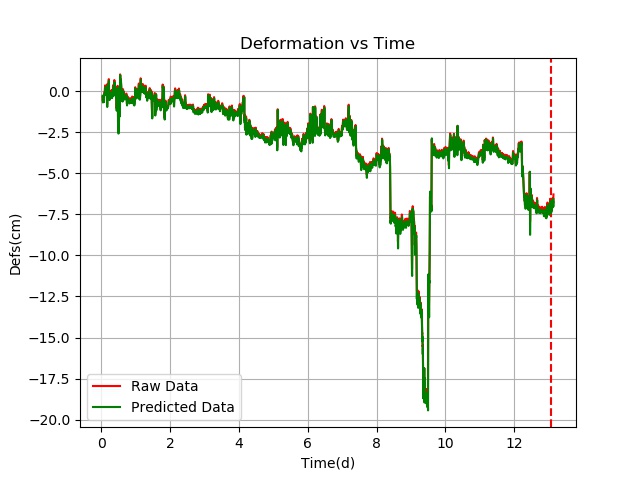 Deformation vs Time
0.0
−2.5
−5.0
−7.5
−10.0
−12.5
−15.0
−17.5
−20.0
Defs(cm)
Raw Data
Predicted Data
0 2 4 6 8 10 12
Time(d)